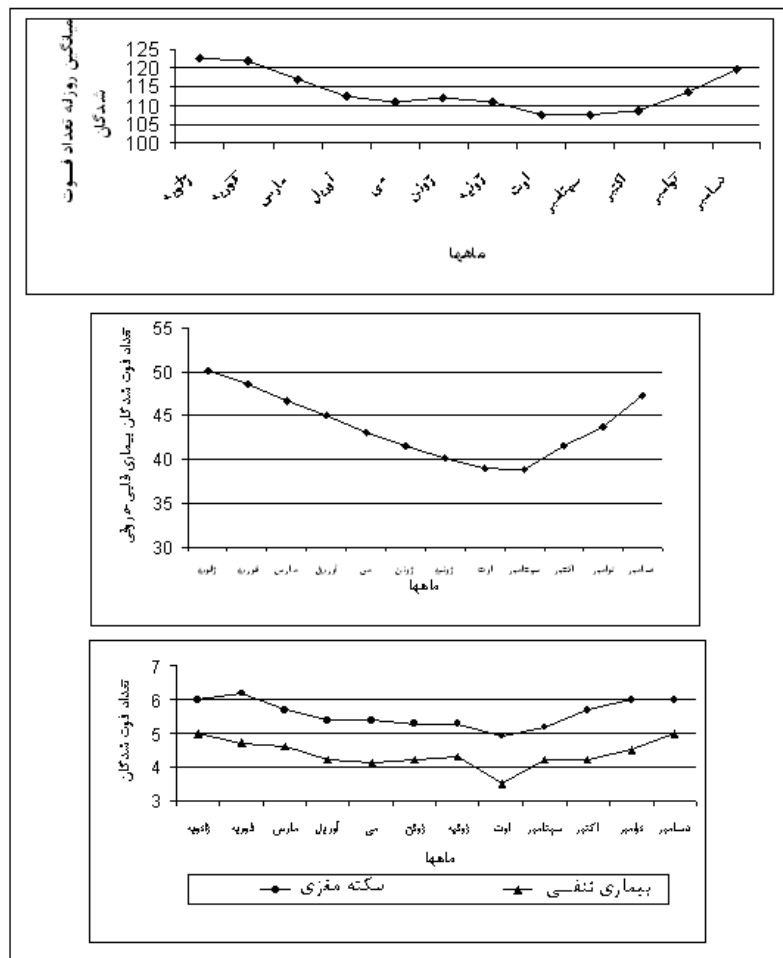 میانگین روزانه تعداد فوت
شدگان
125
120
115
110
105
100
ژانویه فوریه مارس آوریل می ژوئن ژوئیه اوت سپتامبر اکتبر نوامبر دسامبر
ماهها
تعداد فوت شدگان بیماری قلبی-عروقی
55
50
45
40
35
30
ژانویه فوریه مارس آوریل می ژوئن ژوئیه اوت سپتامبر اکتبر نوامبر دسامبر
ماهها
تعداد فوت شدگان
7
6
5
4
3
ژانویه فوریه مارس آوریل می ژوئن ژوئیه اوت سپتامبر اکتبر نوامبر دسامبر
ماهها
سکته مغزی بیماری تنفسی